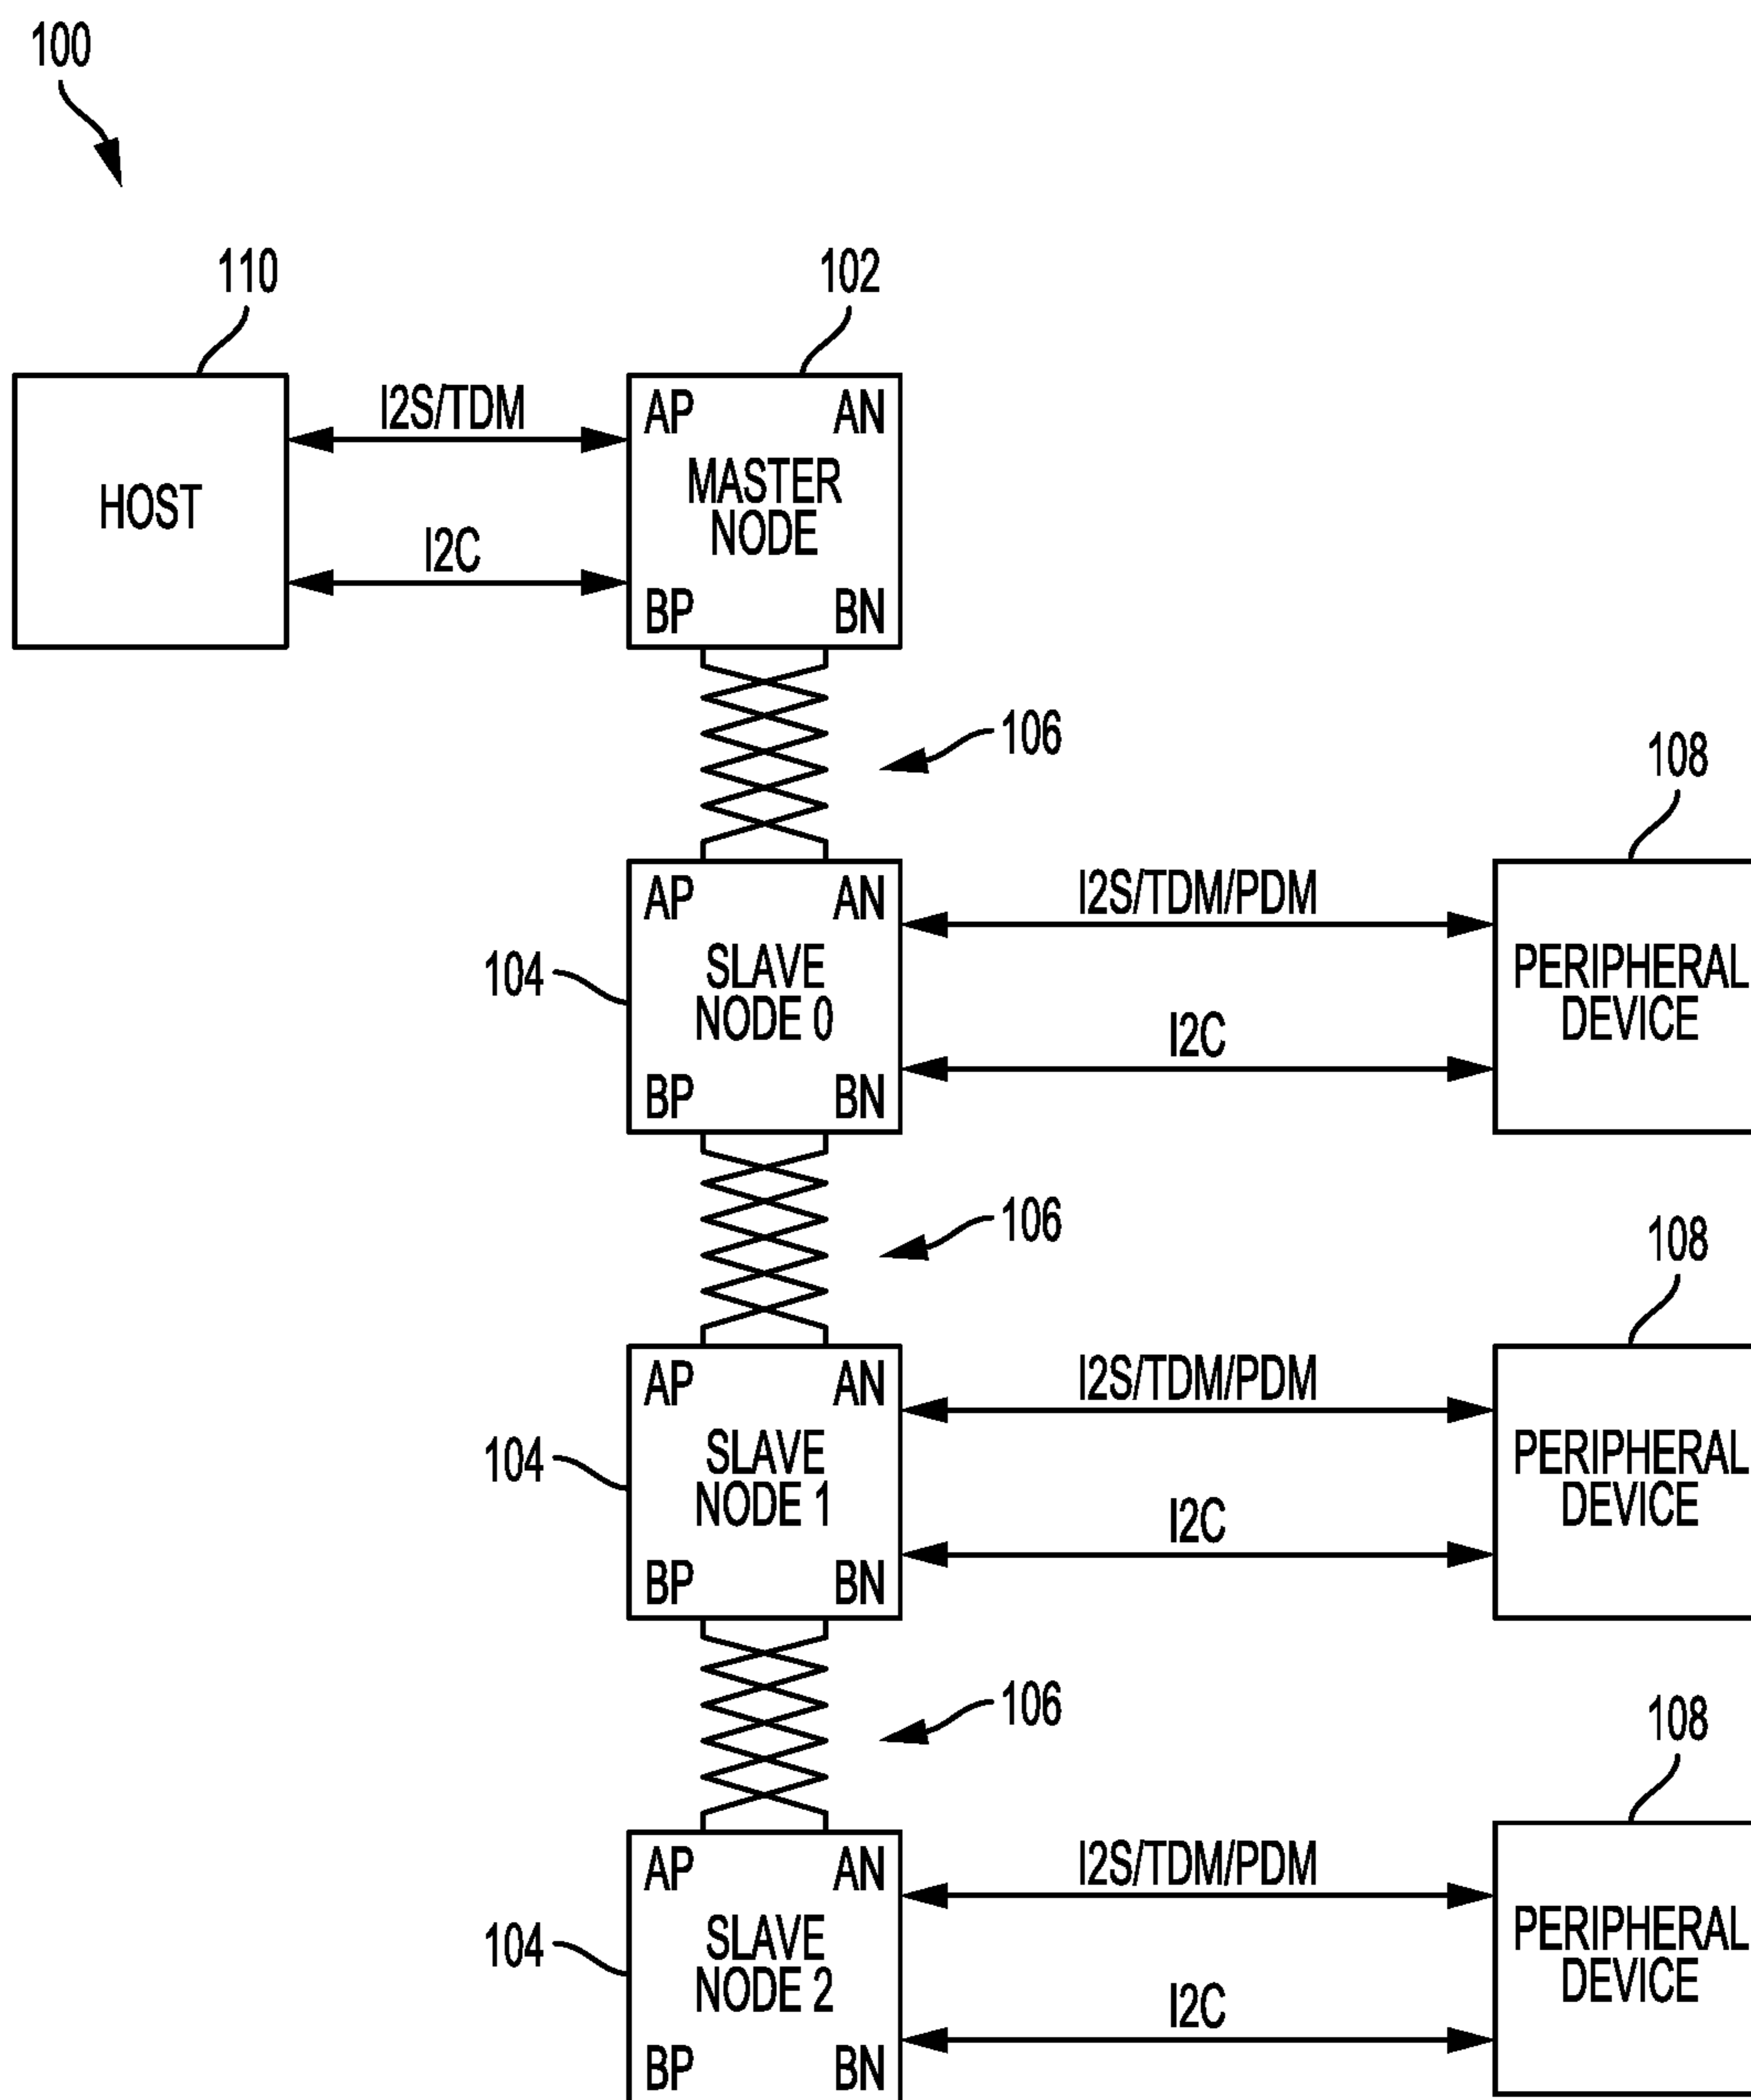 100
110
102
I2S/TDM
AP
AN
HOST
MASTER
NODE
I2C
BP
BN
106
108
AP
AN
I2S/TDM/PDM
104
SLAVE
NODE 0
PERIPHERAL
DEVICE
I2C
BP
BN
106
108
AP
AN
I2S/TDM/PDM
104
SLAVE
NODE 1
PERIPHERAL
DEVICE
I2C
BP
BN
106
108
AP
AN
I2S/TDM/PDM
104
SLAVE
NODE 2
PERIPHERAL
DEVICE
I2C
BP
BN